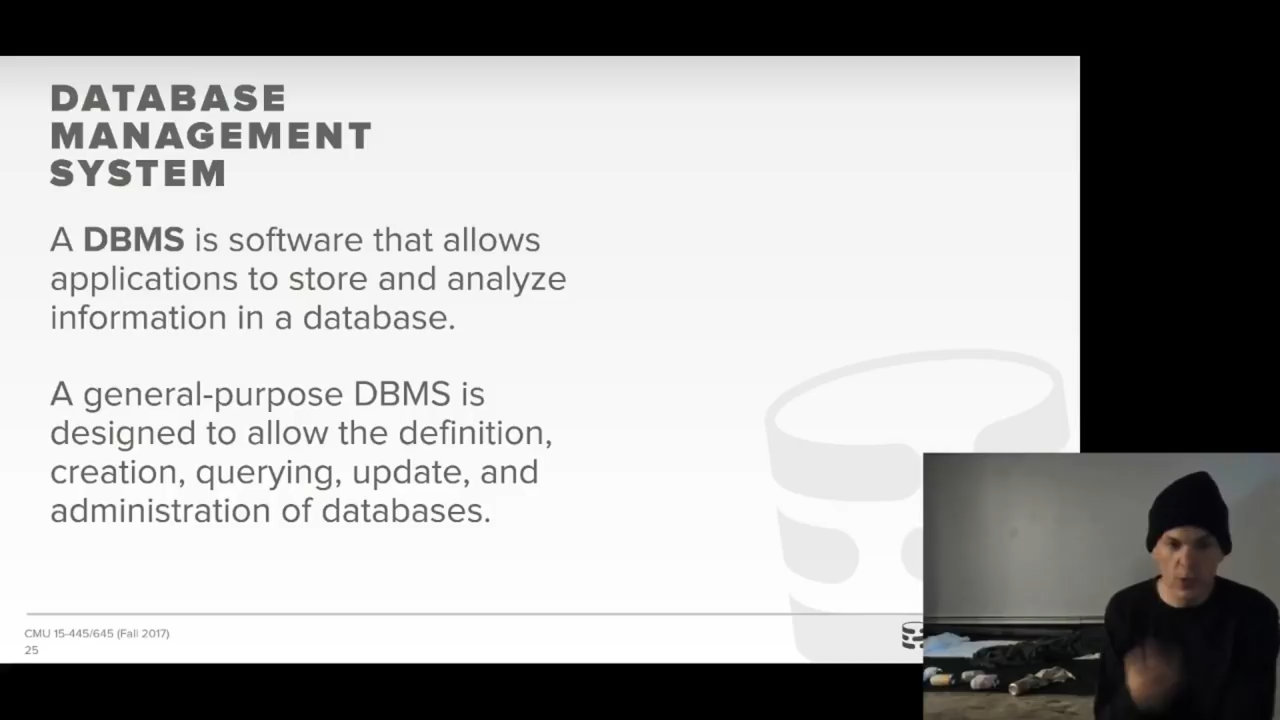 DATABASE
MANAGEMENT
SYSTEM
A DBMS is software that allows
applications to store and analyze
information in a database.
A general-purpose DBMS is
designed to allow the definition,
creation, querying, update, and
administration of databases.
CMU 15-445/645 (Fall 2017)
25